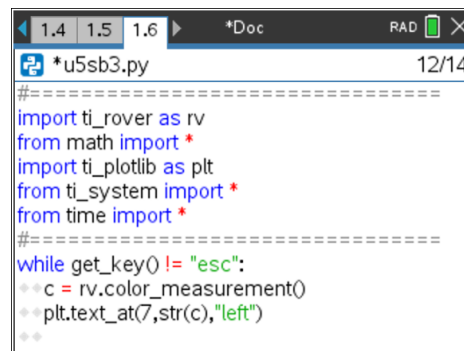 1.4 1.5 1.6 *Doc RAD
*u5sb3.py 12/14
#================================
import ti_rover as rv
from math import *
import ti_plotlib as plt
from ti_system import *
from time import *
#================================
while get_key() != "esc":
◆◆c = rv.color_measurement()
◆◆plt.text_at(7,str(c),"left")
◆◆